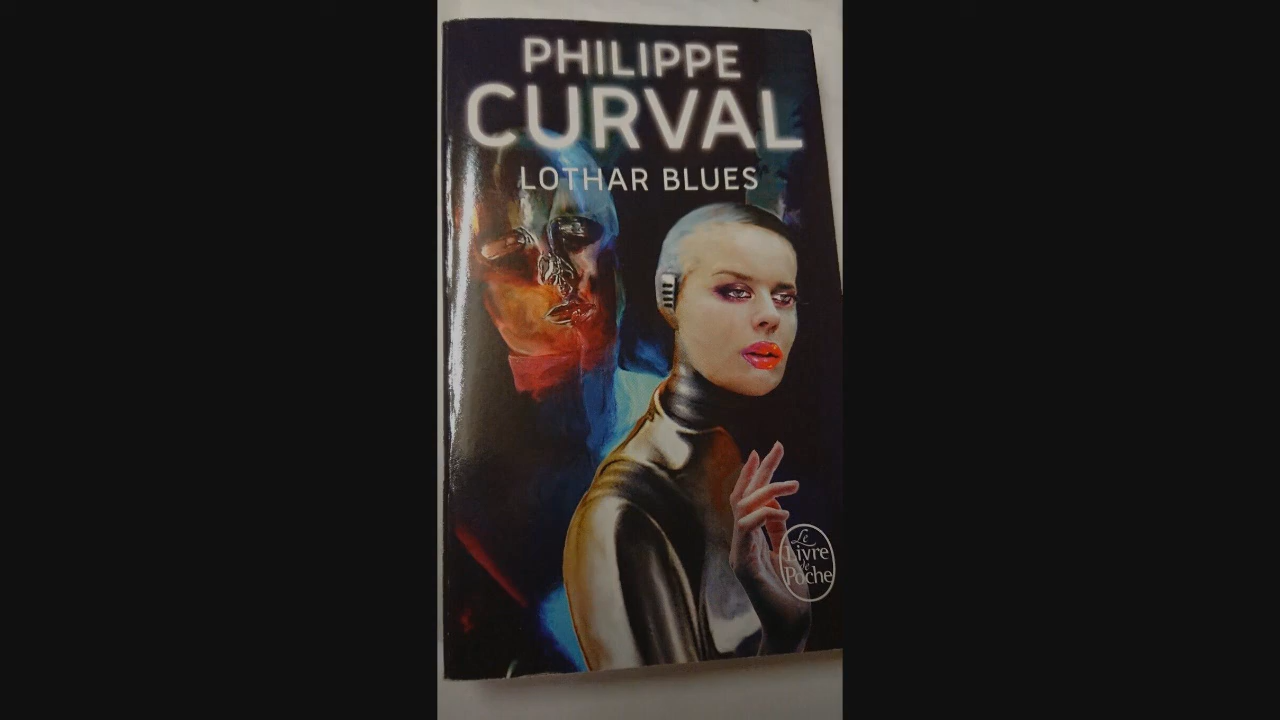 PHILIPPE
CURVAL
LOTHAR BLUES
Le
Livre
de
Poche